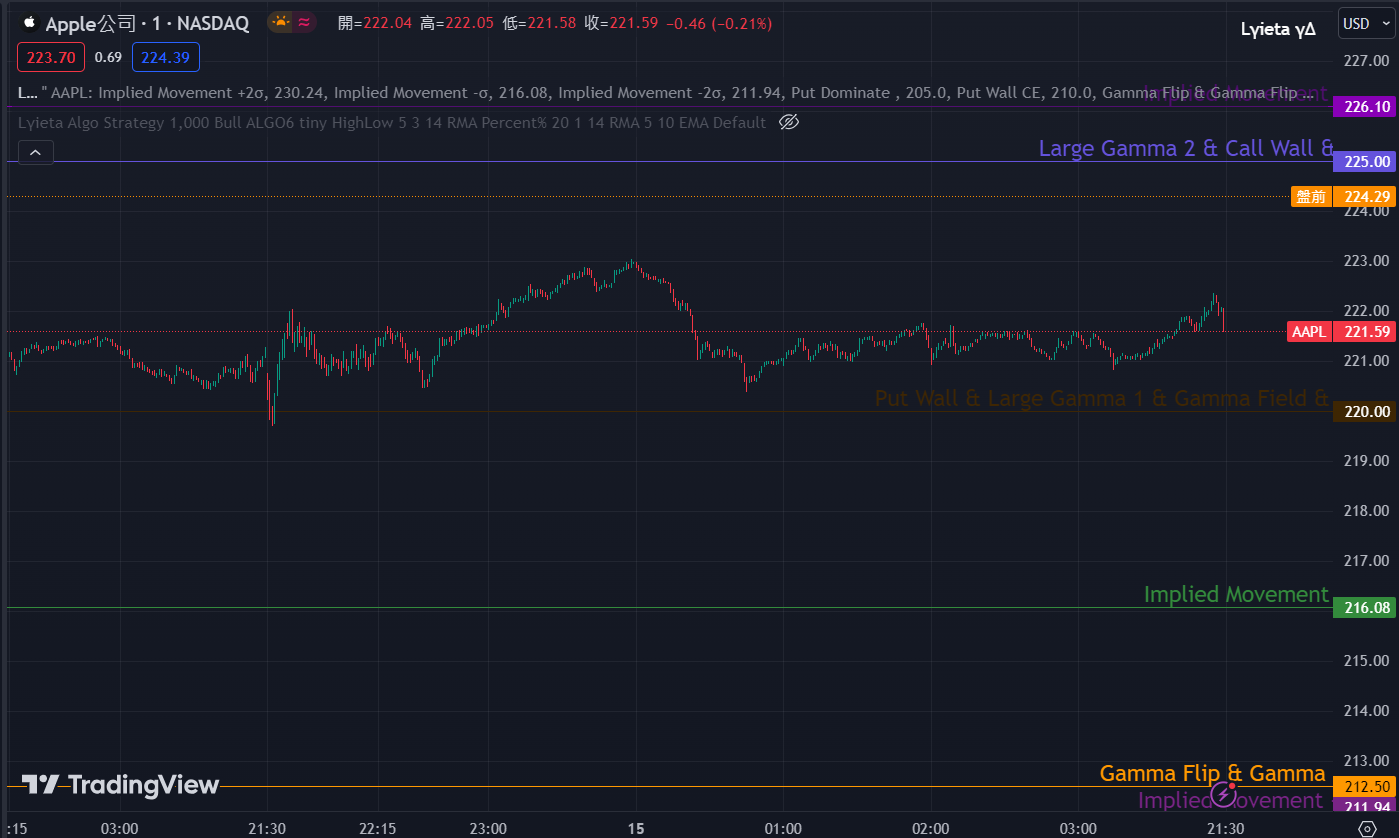 Apple公司 · 1 · NASDAQ 開=222.04 高=222.05 低=221.58 收=221.59 −0.46 (−0.21%)
Lyieta γΔ
USD
223.70 0.69 224.39
227.00
L... " AAPL: Implied Movement +2σ, 230.24, Implied Movement -σ, 216.08, Implied Movement -2σ, 211.94, Put Dominate , 205.0, Put Wall CE, 210.0, Gamma Flip & Gamma Flip ...
Implied Movement
226.10
Lyieta Algo Strategy 1,000 Bull ALGO6 tiny HighLow 5 3 14 RMA Percent% 20 1 14 RMA 5 10 EMA Default
Large Gamma 2 & Call Wall &
225.00
盤前 224.29
224.00
223.00
222.00
AAPL 221.59
221.00
Put Wall & Large Gamma 1 & Gamma Field &
220.00
219.00
218.00
217.00
Implied Movement
216.08
215.00
214.00
213.00
TradingView
Gamma Flip & Gamma
212.50
Implied Movement
211.94
:15 03:00 21:30 22:15 23:00 15 01:00 02:00 03:00 21:30